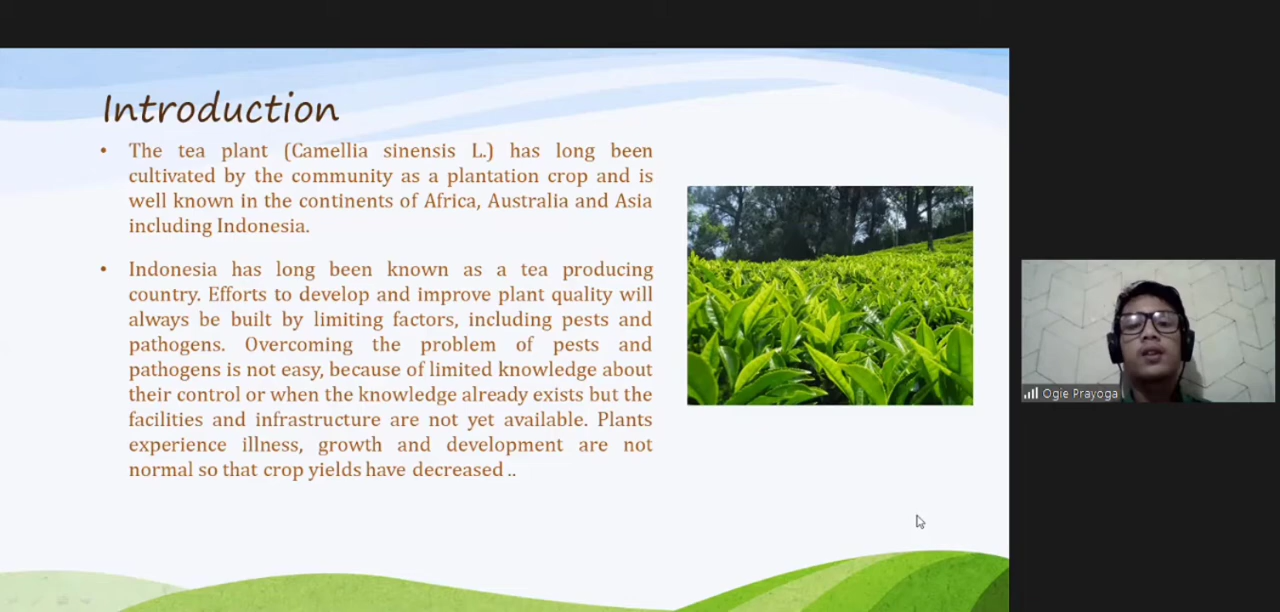 Introduction
• The tea plant (Camellia sinensis L.) has long been
cultivated by the community as a plantation crop and is
well known in the continents of Africa, Australia and Asia
including Indonesia.
• Indonesia has long been known as a tea producing
country. Efforts to develop and improve plant quality will
always be built by limiting factors, including pests and
pathogens. Overcoming the problem of pests and
pathogens is not easy, because of limited knowledge about
their control or when the knowledge already exists but the
facilities and infrastructure are not yet available. Plants
experience illness, growth and development are not
normal so that crop yields have decreased ..
Ogie Prayoga